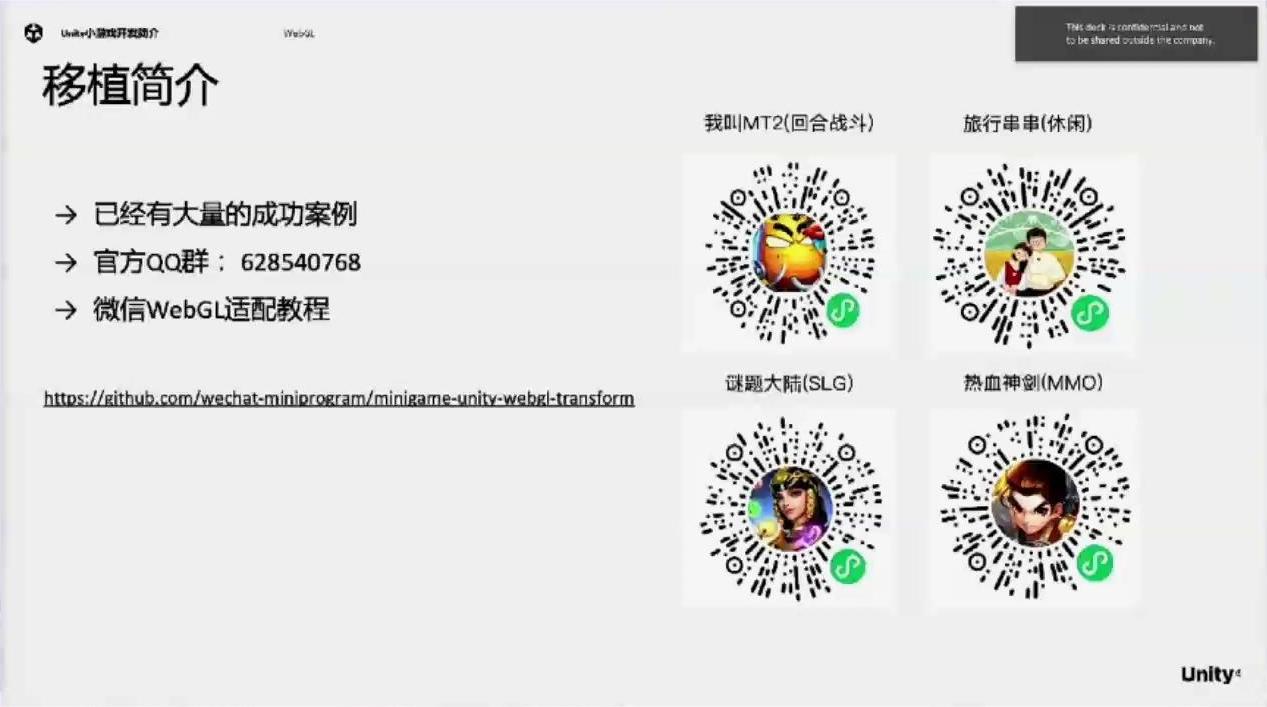 Unity小游戏开发简介
WebGL
This deck is confidential and not
to be shared outside the company.
移植简介
→ 已经有大量的成功案例
→ 官方QQ群：628540768
→ 微信WebGL适配教程
https://github.com/wechat-miniprogram/minigame-unity-webgl-transform
我叫MT2(回合战斗)
旅行串串(休闲)
谜题大陆(SLG)
热血神剑(MMO)
Unity